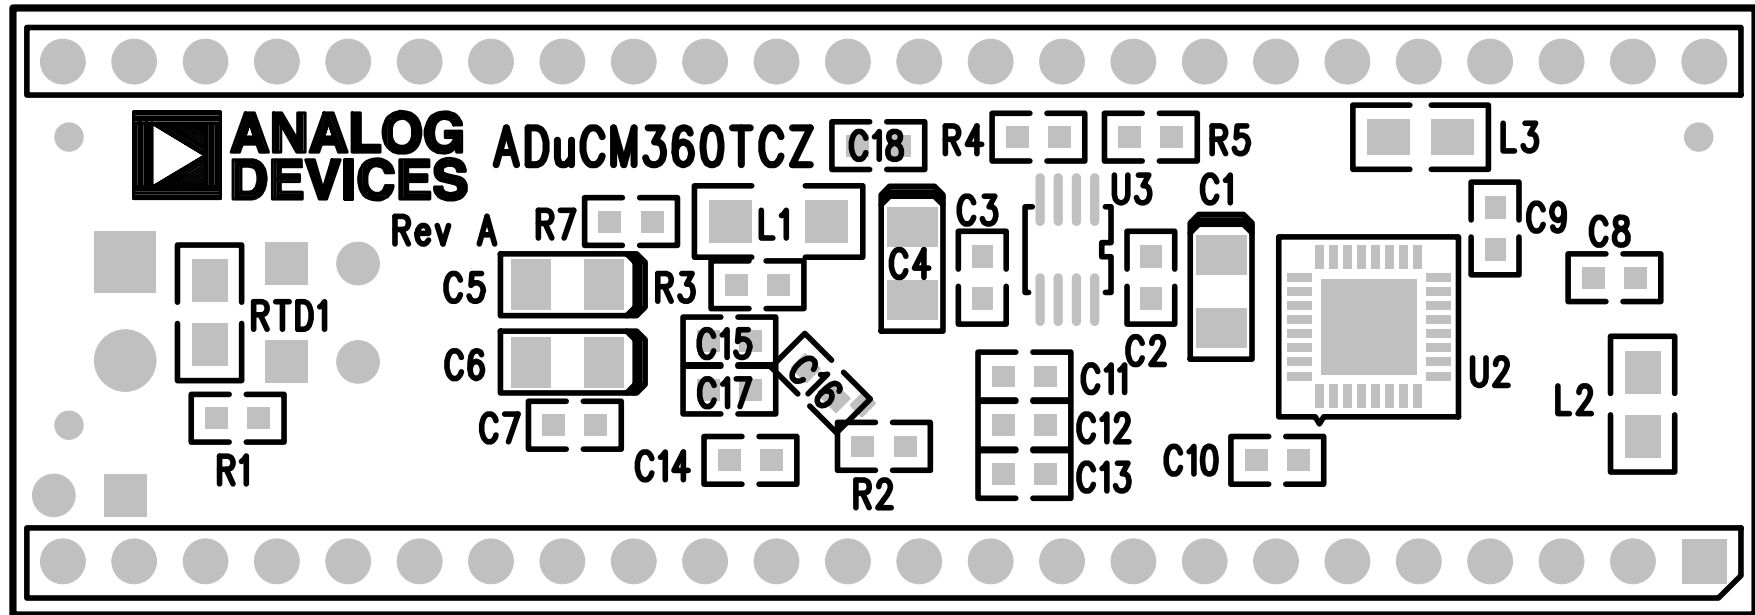 ANALOG
DEVICES
ADuCM360TCZ
Rev A
C18
R4
R5
L3
U3
C1
C3
C9
C8
R7
L1
C4
C5
R3
RTD1
C15
C6
C16
C17
C2
C11
U2
L2
C7
C12
R1
C14
R2
C13
C10